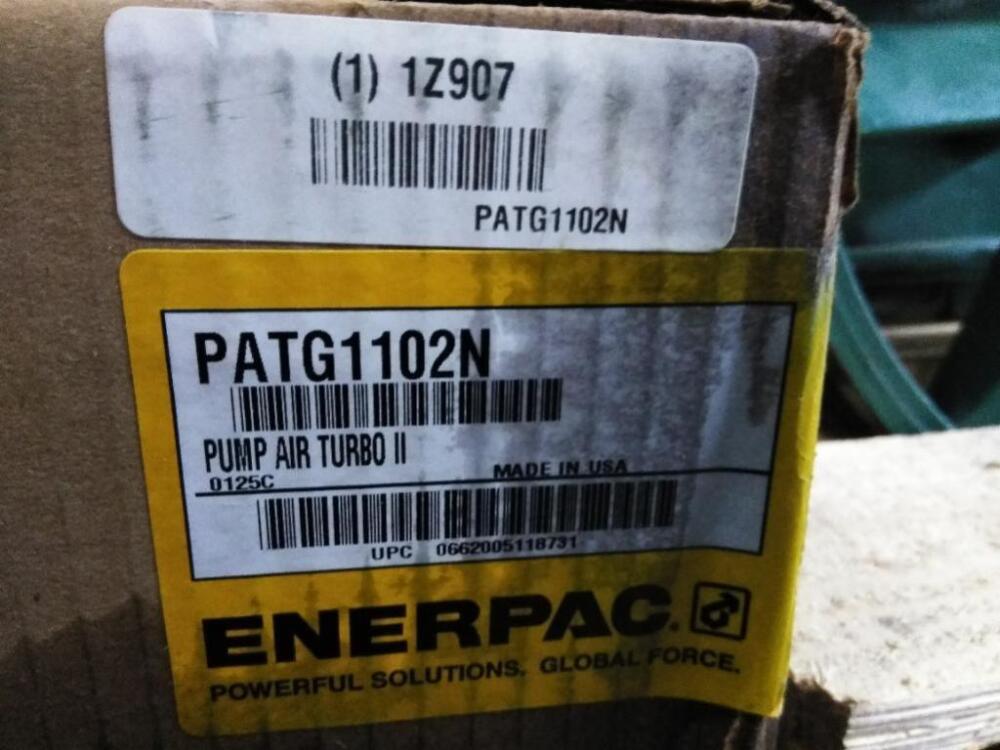 (1) 1Z907
PATG1102N
PATG1102N
PUMP AIR TURBO II
0125C MADE IN USA
UPC 0662005118731
ENERPAC.
POWERFUL SOLUTIONS. GLOBAL FORCE.